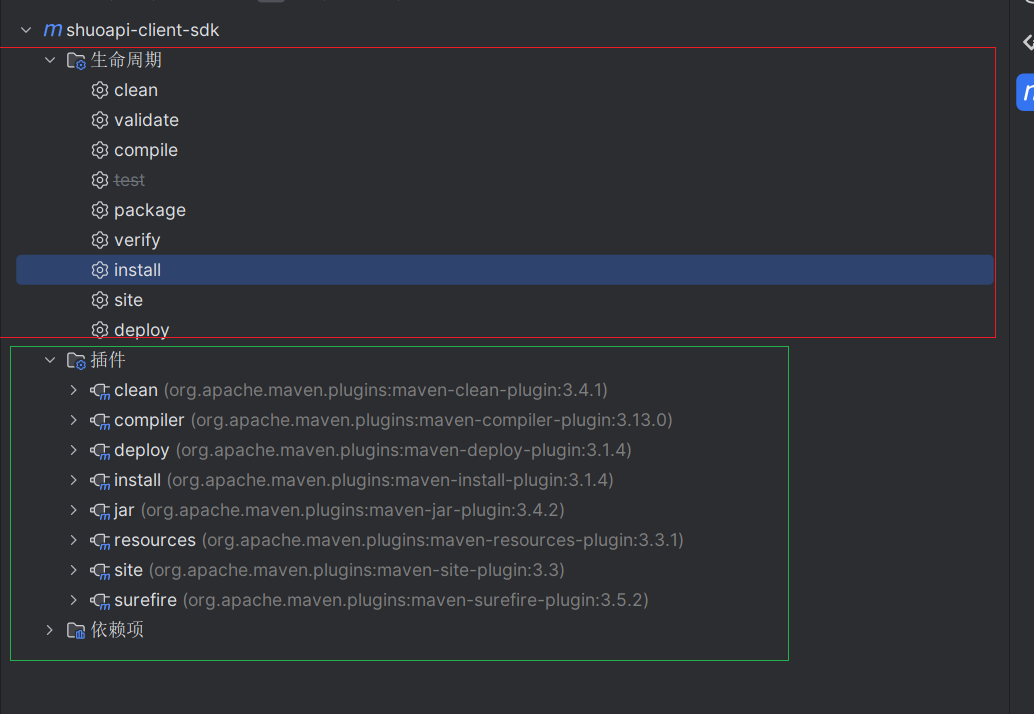 shuoapi-client-sdk
生命周期
clean
validate
compile
test
package
verify
install
site
deploy
插件
clean (org.apache.maven.plugins:maven-clean-plugin:3.4.1)
compiler (org.apache.maven.plugins:maven-compiler-plugin:3.13.0)
deploy (org.apache.maven.plugins:maven-deploy-plugin:3.1.4)
install (org.apache.maven.plugins:maven-install-plugin:3.1.4)
jar (org.apache.maven.plugins:maven-jar-plugin:3.4.2)
resources (org.apache.maven.plugins:maven-resources-plugin:3.3.1)
site (org.apache.maven.plugins:maven-site-plugin:3.3)
surefire (org.apache.maven.plugins:maven-surefire-plugin:3.5.2)
依赖项